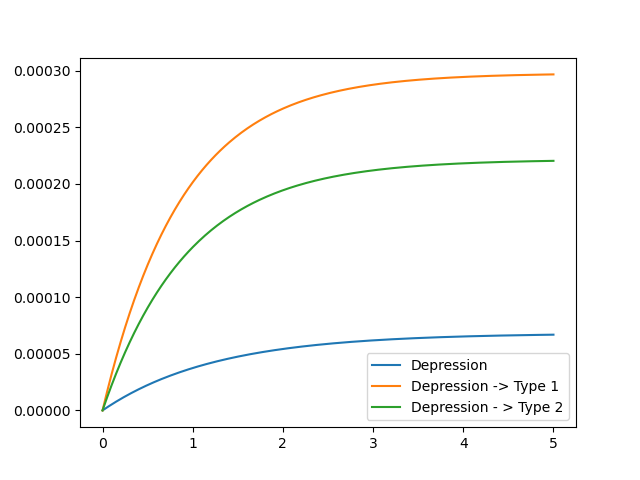 0.00030
0.00025
0.00020
0.00015
0.00010
0.00005
0.00000
0 1 2 3 4 5
Depression
Depression -> Type 1
Depression - > Type 2